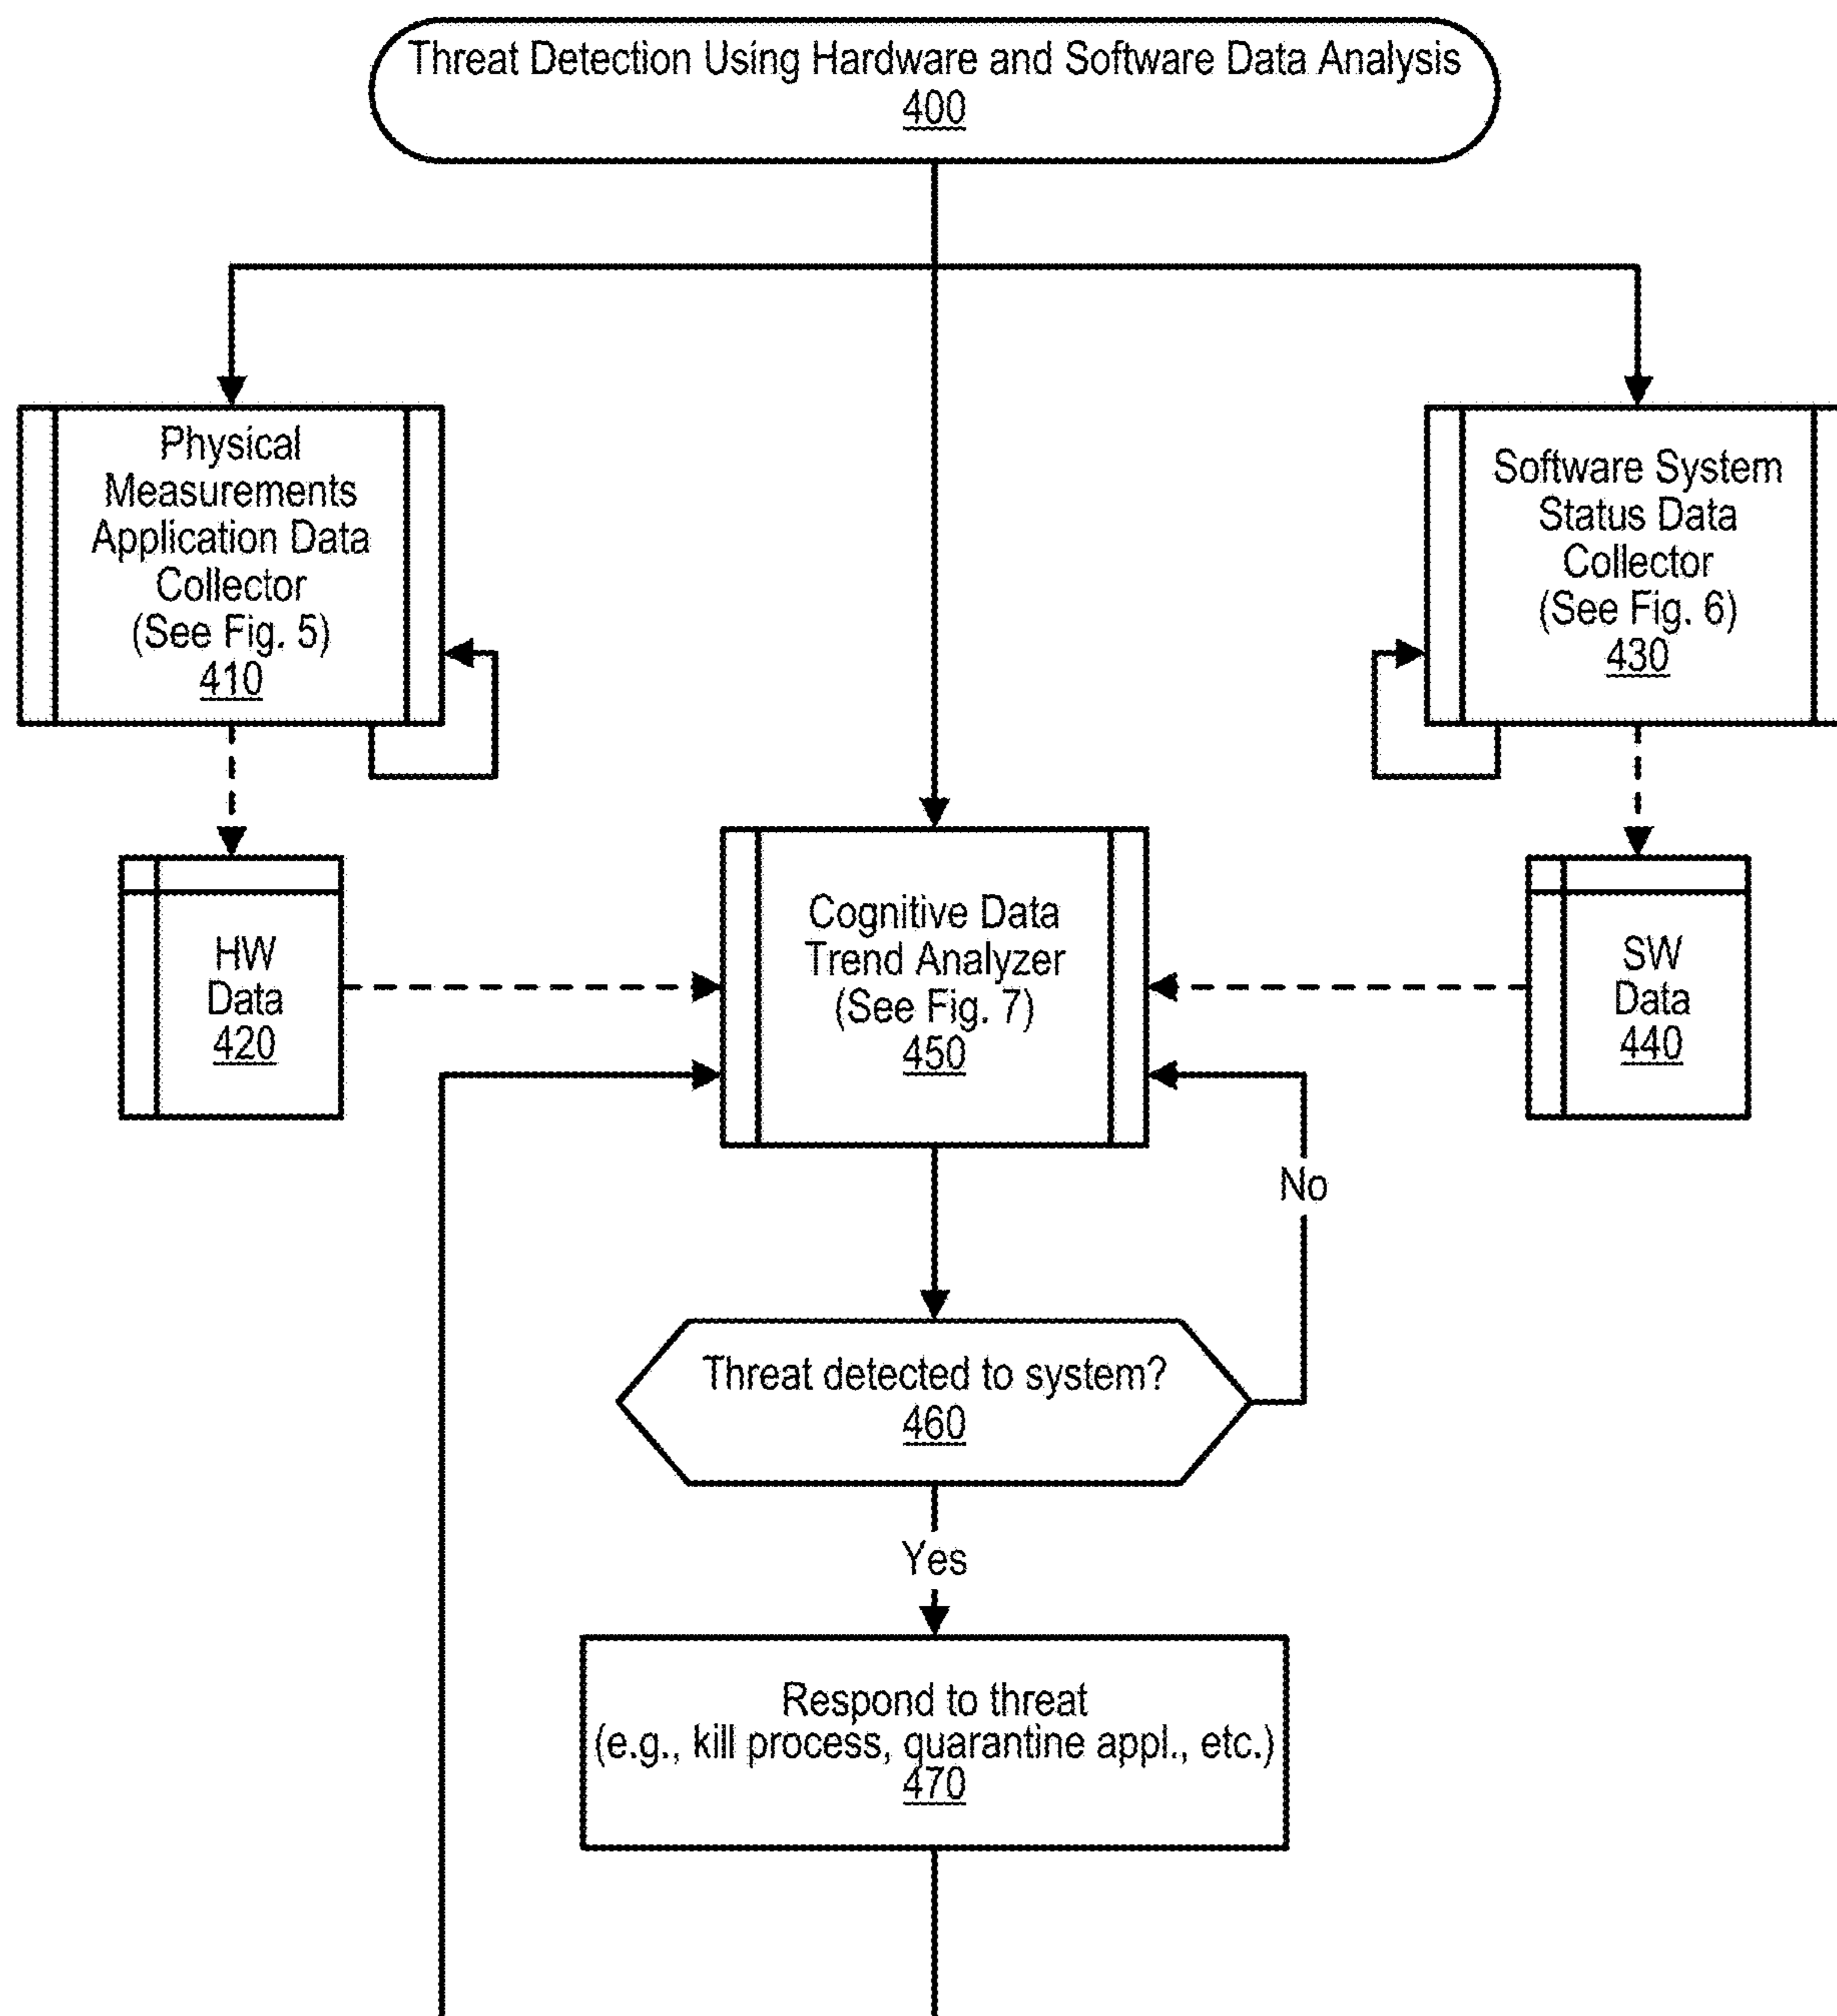 Threat Detection Using Hardware and Software Data Analysis
400
Physical
Measurements
Application Data
Collector
(See Fig. 5)
410
Software System
Status Data
Collector
(See Fig. 6)
430
HW
Data
420
Cognitive Data
Trend Analyzer
(See Fig. 7)
450
SW
Data
440
No
Threat detected to system?
460
Yes
Respond to threat
(e.g., kill process, quarantine appl., etc.)
470